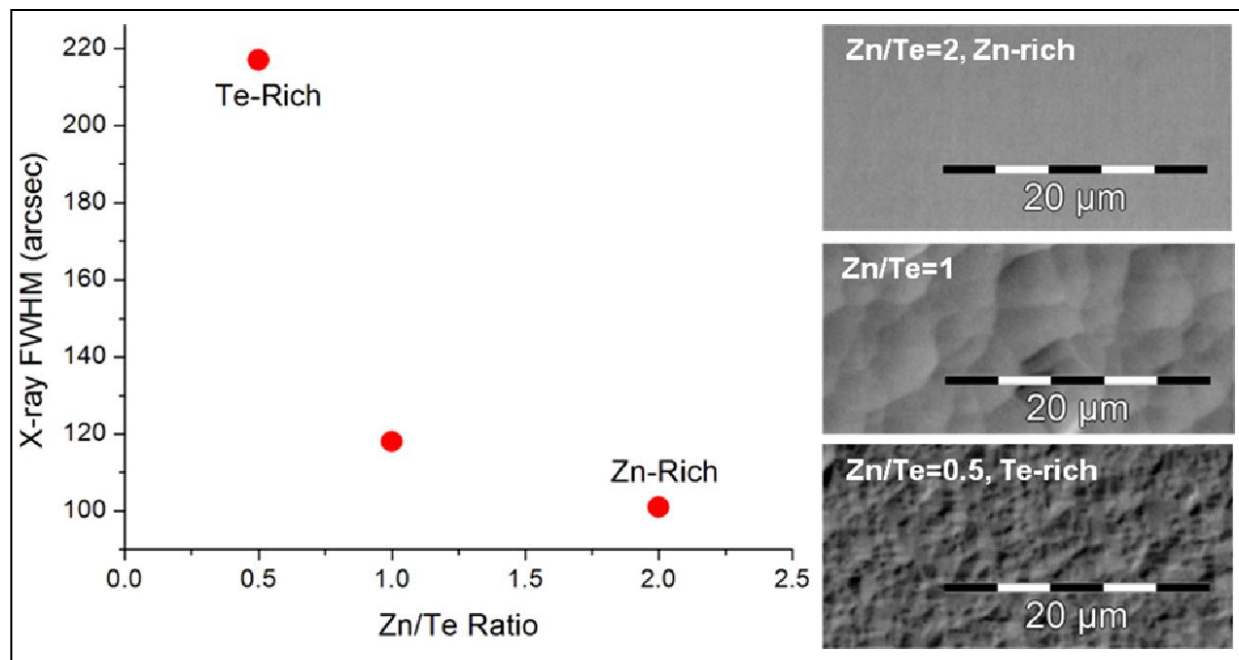 220
200
180
160
140
120
100
X-ray FWHM (arcsec)
Te-Rich
Zn-Rich
0.0 0.5 1.0 1.5 2.0 2.5
Zn/Te Ratio
Zn/Te=2, Zn-rich
20 µm
Zn/Te=1
20 µm
Zn/Te=0.5, Te-rich
20 µm